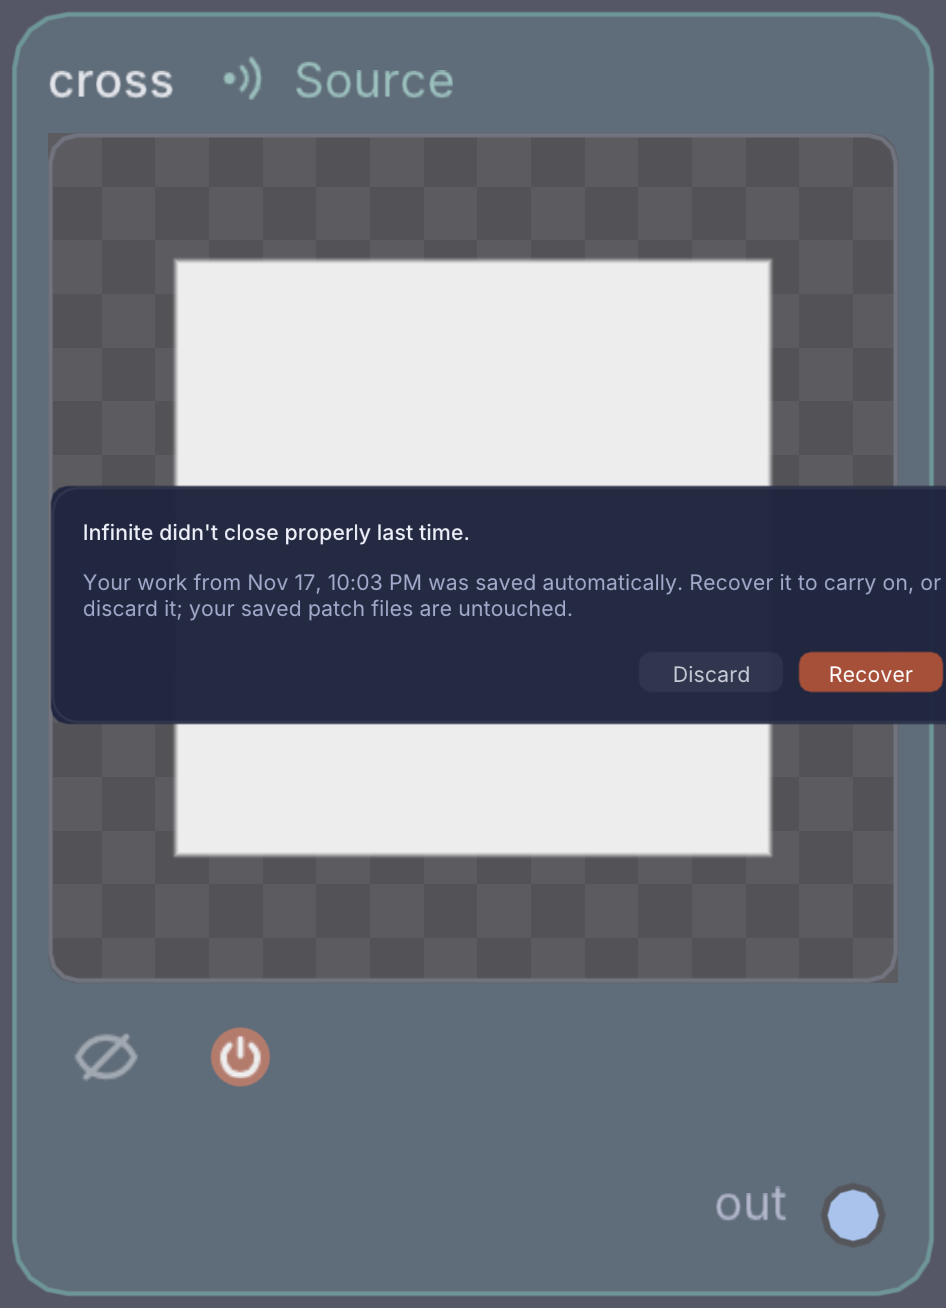 cross Source
Infinite didn't close properly last time.
Your work from Nov 17, 10:03 PM was saved automatically. Recover it to carry on, or
discard it; your saved patch files are untouched.
Discard Recover
out